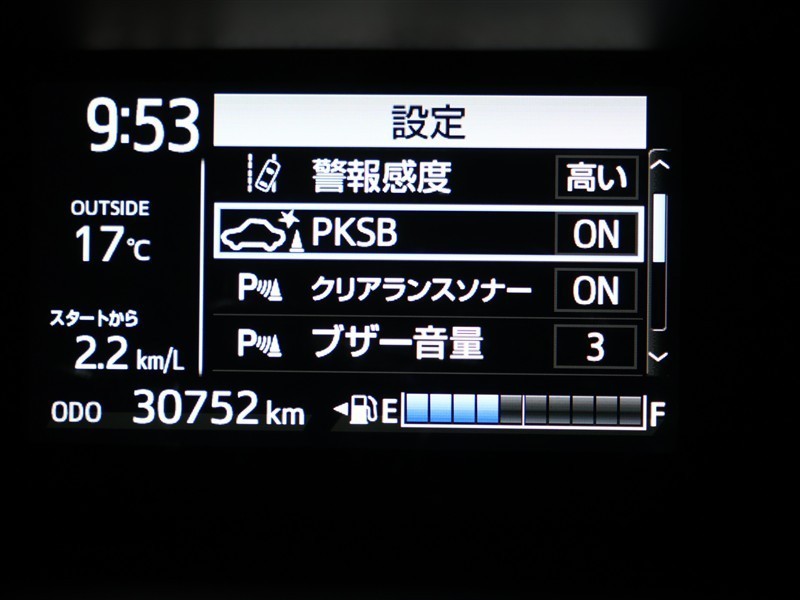 9:53
設定
警報感度 高い
OUTSIDE
17℃
PKSB ON
P クリアランスソナー ON
スタートから
2.2 km/L
P ブザー音量 3
ODO 30752 km E F